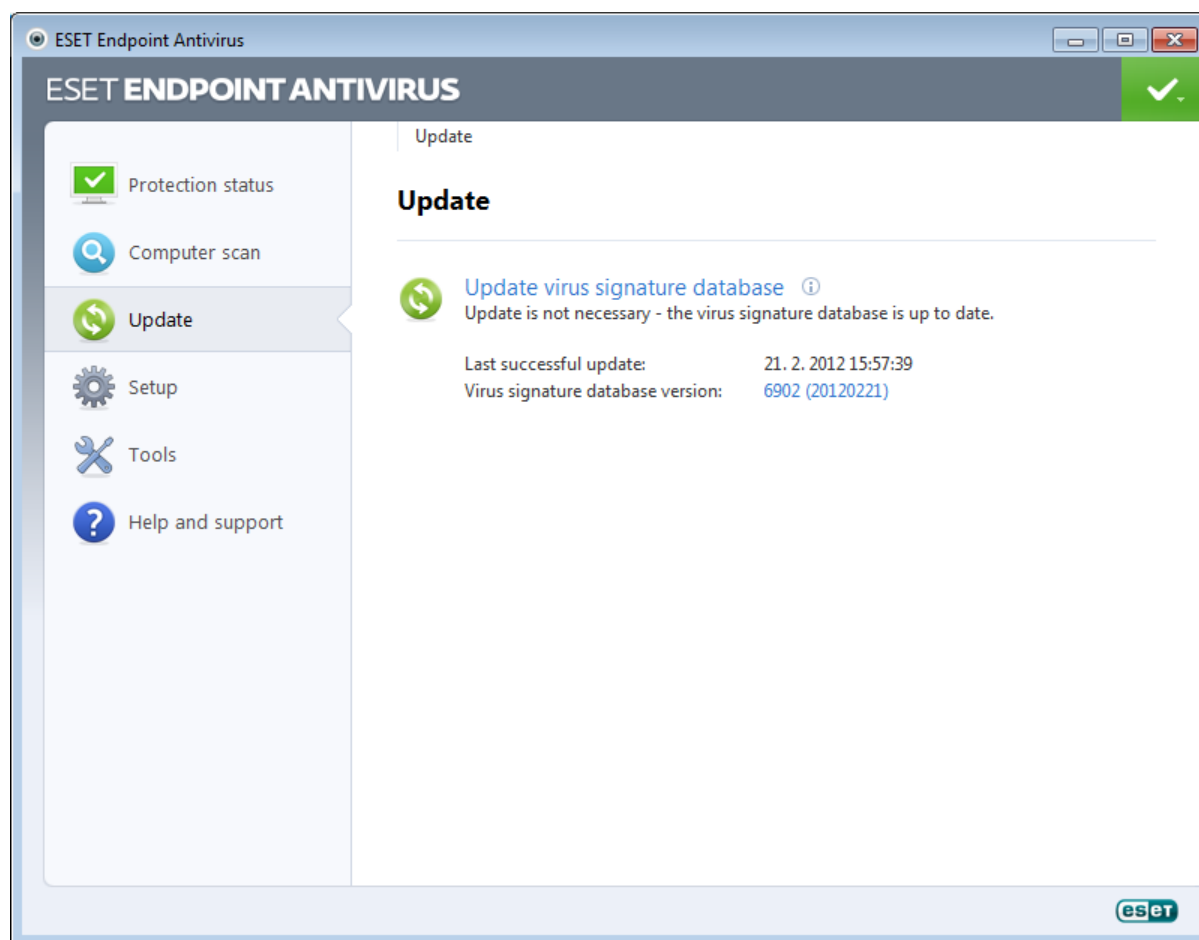 ESET Endpoint Antivirus
ESET ENDPOINT ANTIVIRUS
Protection status
Computer scan
Update
Setup
Tools
Help and support
Update
Update
Update virus signature database
Update is not necessary - the virus signature database is up to date.
Last successful update: 21. 2. 2012 15:57:39
Virus signature database version: 6902 (20120221)
eseT